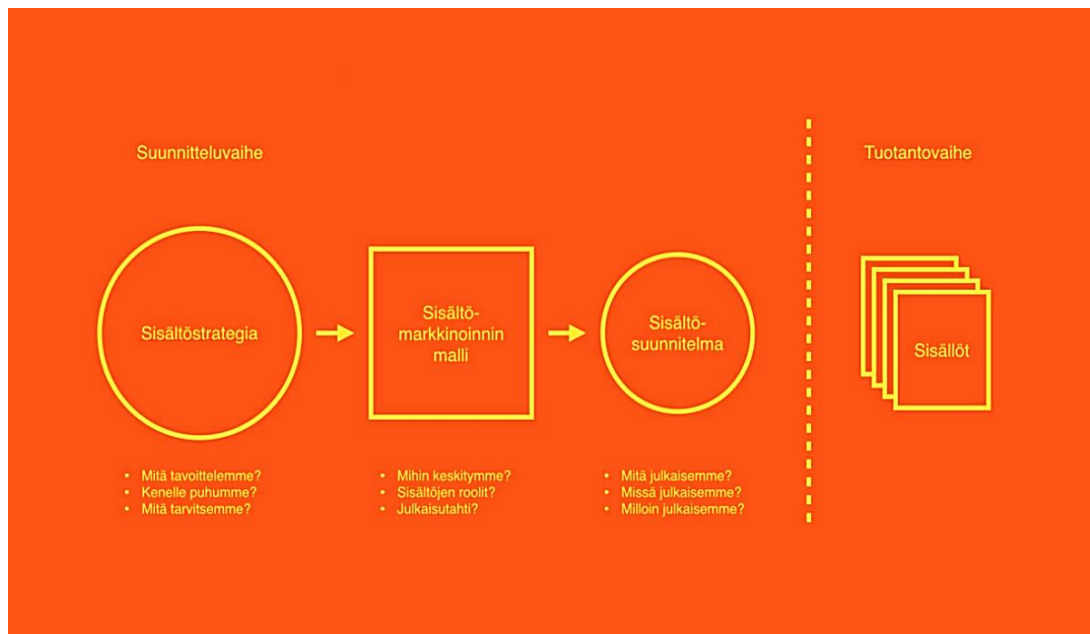 Suunnitteluvaihe
Tuotantovaihe
Sisältöstrategia
Sisältö-
markkinoinnin
malli
Sisältö-
suunnitelma
Sisällöt
• Mitä tavoittelemme?
• Kenelle puhumme?
• Mitä tarvitsemme?
• Mihin keskitymme?
• Sisältöjen roolit?
• Julkaisutahti?
• Mitä julkaisemme?
• Missä julkaisemme?
• Milloin julkaisemme?